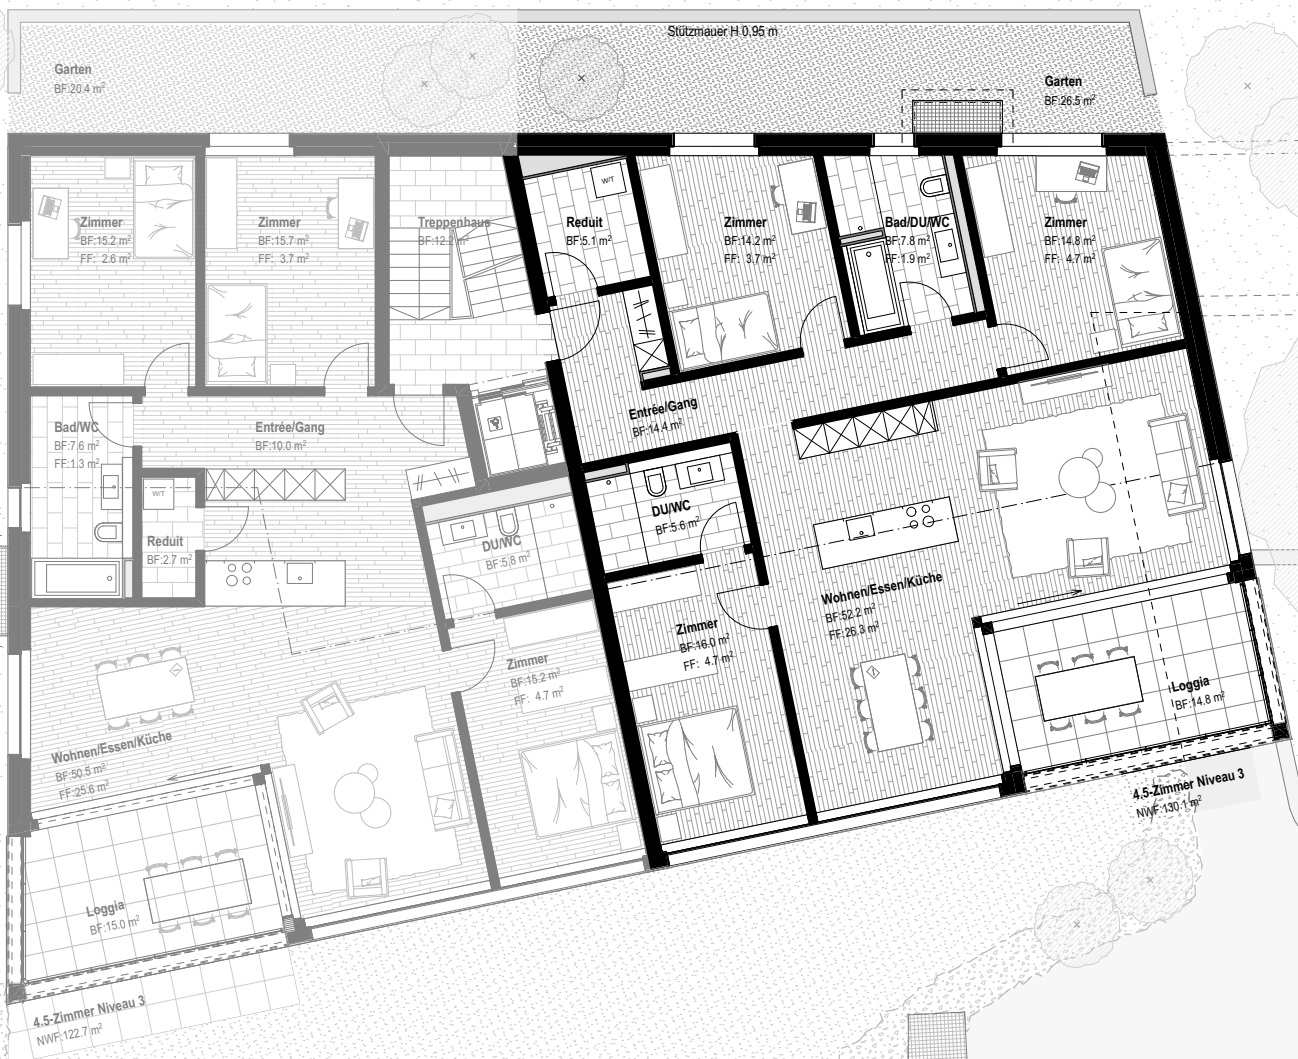 Stützmauer H 0.95 m
Garten
BF:20.4 m²
Garten
BF:26.5 m²
Zimmer
BF:15.2 m²
FF: 2.6 m²
Zimmer
BF:15.7 m²
FF: 3.7 m²
Treppenhaus
BF:12.2 m²
W/T
Reduit
BF:5.1 m²
Zimmer
BF:14.2 m²
FF: 3.7 m²
Bad/DU/WC
BF:7.8 m²
FF:1.9 m²
Zimmer
BF:14.8 m²
FF: 4.7 m²
Bad/WC
BF:7.6 m²
FF:1.3 m²
Entrée/Gang
BF:10.0 m²
Entrée/Gang
BF:14.4 m²
W/T
Reduit
BF:2.7 m²
DU/WC
BF:5.8 m²
DU/WC
BF:5.6 m²
Wohnen/Essen/Küche
BF:52.2 m²
FF:26.3 m²
Zimmer
BF:16.0 m²
FF: 4.7 m²
Zimmer
BF:15.2 m²
FF: 4.7 m²
Loggia
BF:14.8 m²
Wohnen/Essen/Küche
BF:50.5 m²
FF:25.6 m²
4.5-Zimmer Niveau 3
NWF:130.1 m²
Loggia
BF:15.0 m²
4.5-Zimmer Niveau 3
NWF:122.7 m²